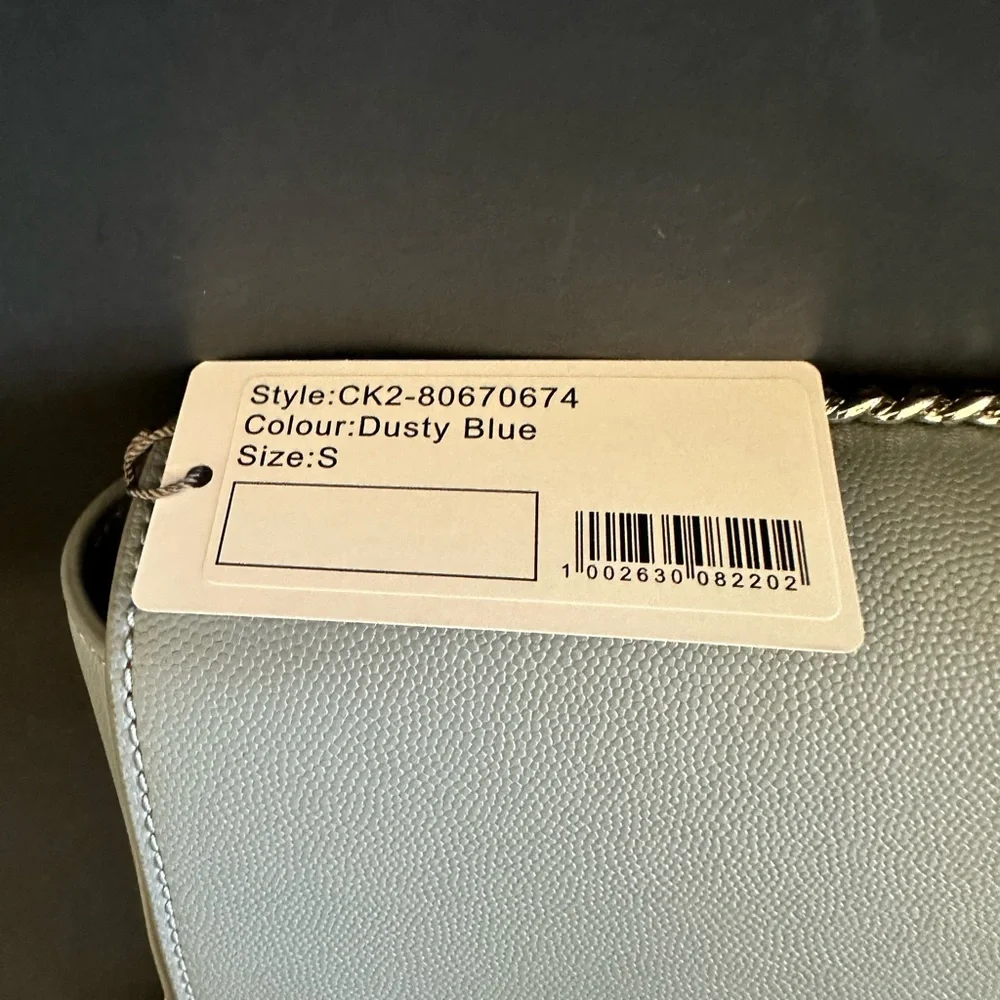 Style:CK2-80670674
Colour:Dusty Blue
Size:S
1 002630 082202